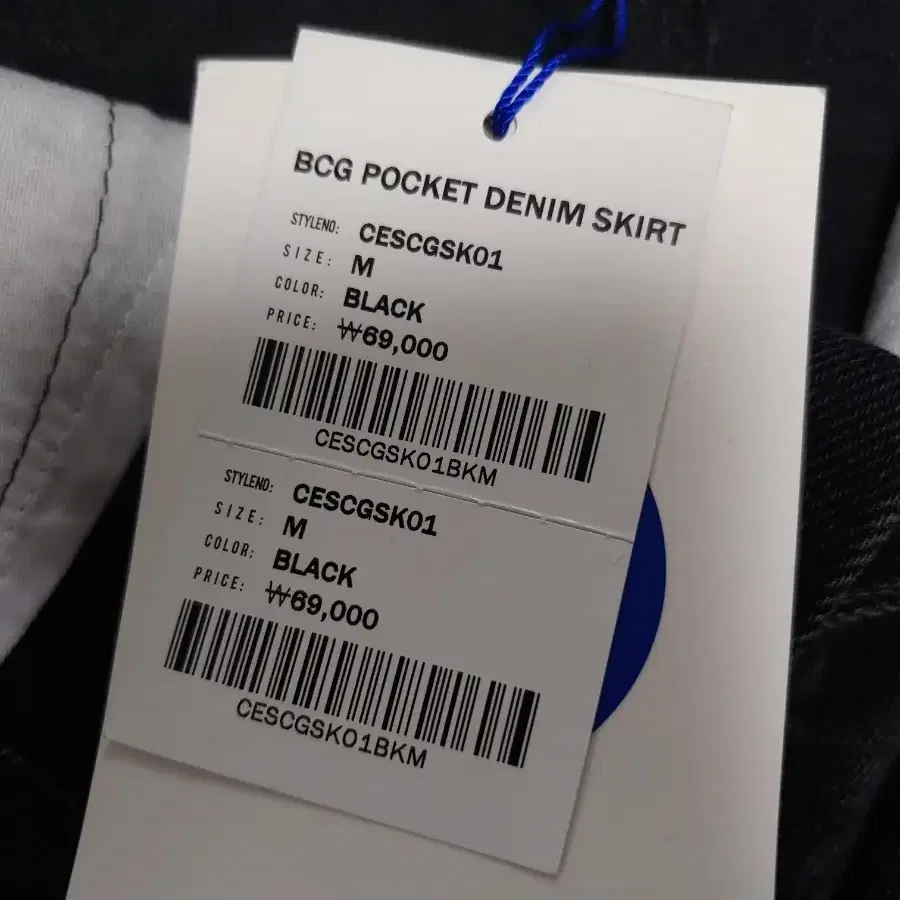 BCG POCKET DENIM SKIRT
STYLENO: CESCGSK01
SIZE: M
COLOR: BLACK
PRICE: ₩69,000
CESCGSK01BKM
STYLENO: CESCGSK01
SIZE: M
COLOR: BLACK
PRICE: ₩69,000
CESCGSK01BKM